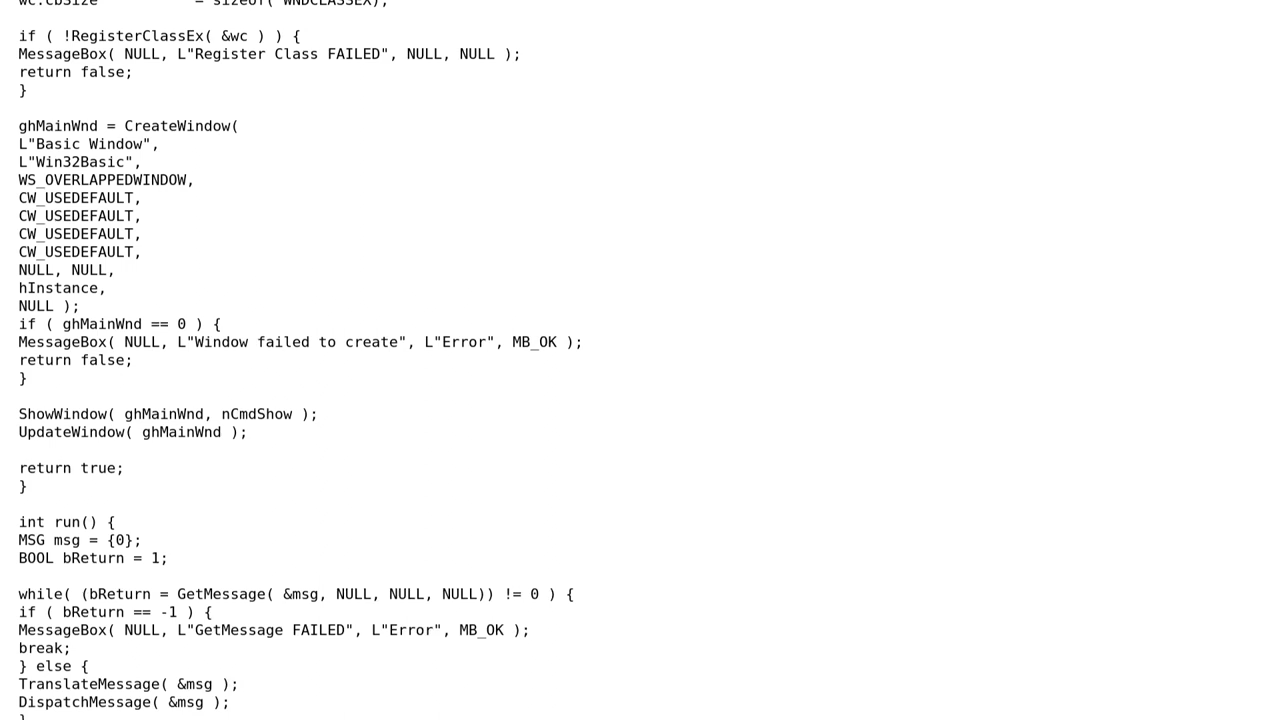 wc.cbSize           = sizeof( WNDCLASSEX);

if ( !RegisterClassEx( &wc ) ) {
MessageBox( NULL, L"Register Class FAILED", NULL, NULL );
return false;
}

ghMainWnd = CreateWindow(
L"Basic Window",
L"Win32Basic",
WS_OVERLAPPEDWINDOW,
CW_USEDEFAULT,
CW_USEDEFAULT,
CW_USEDEFAULT,
CW_USEDEFAULT,
NULL, NULL,
hInstance,
NULL );
if ( ghMainWnd == 0 ) {
MessageBox( NULL, L"Window failed to create", L"Error", MB_OK );
return false;
}

ShowWindow( ghMainWnd, nCmdShow );
UpdateWindow( ghMainWnd );

return true;
}

int run() {
MSG msg = {0};
BOOL bReturn = 1;

while( (bReturn = GetMessage( &msg, NULL, NULL, NULL)) != 0 ) {
if ( bReturn == -1 ) {
MessageBox( NULL, L"GetMessage FAILED", L"Error", MB_OK );
break;
} else {
TranslateMessage( &msg );
DispatchMessage( &msg );
}